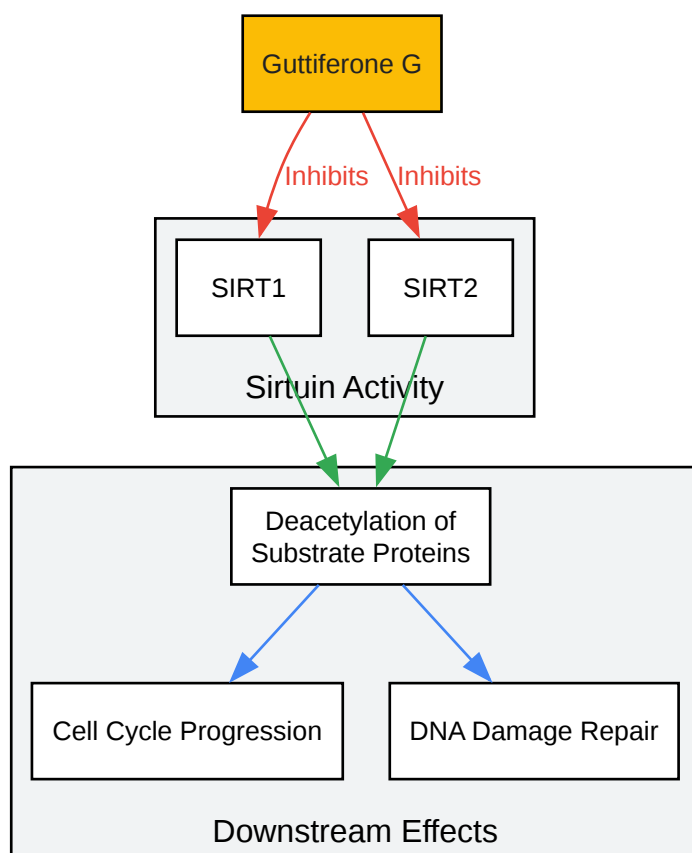 Guttiferone G
Inhibits
Inhibits
SIRT1
SIRT2
Sirtuin Activity
Deacetylation of
Substrate Proteins
Cell Cycle Progression
DNA Damage Repair
Downstream Effects